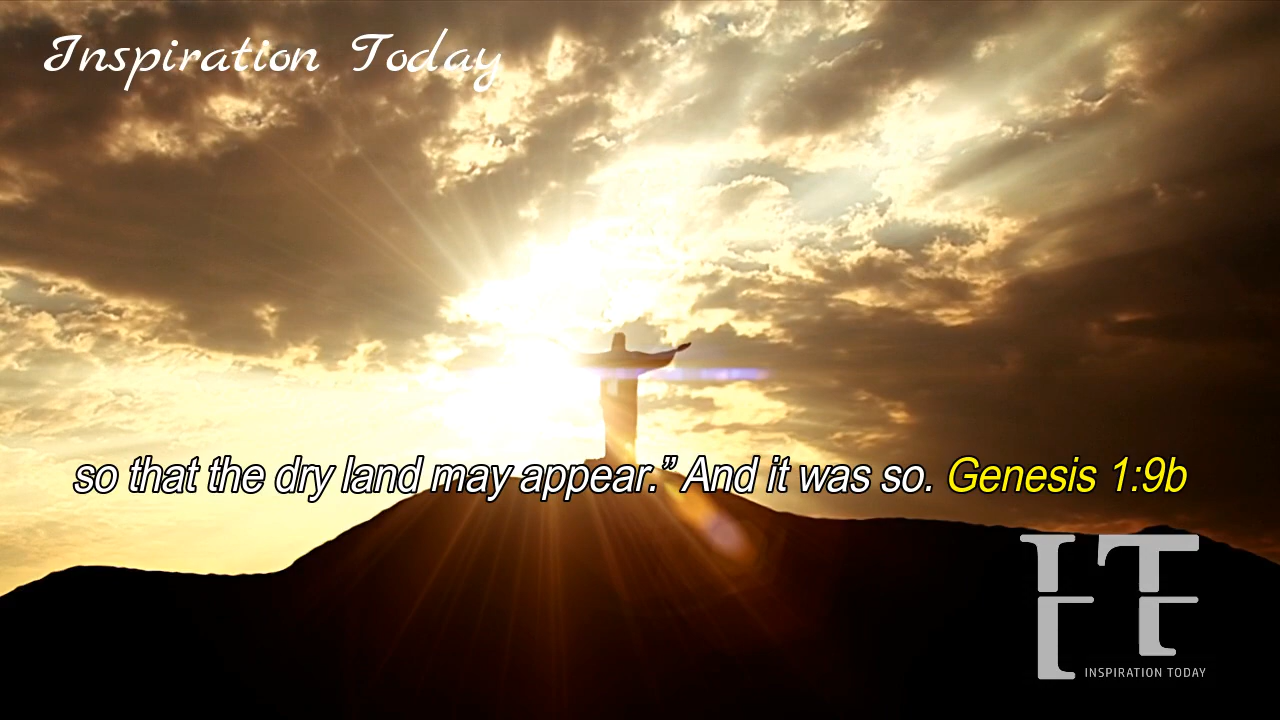 Inspiration Today
so that the dry land may appear.” And it was so. Genesis 1:9b
IT
INSPIRATION TODAY